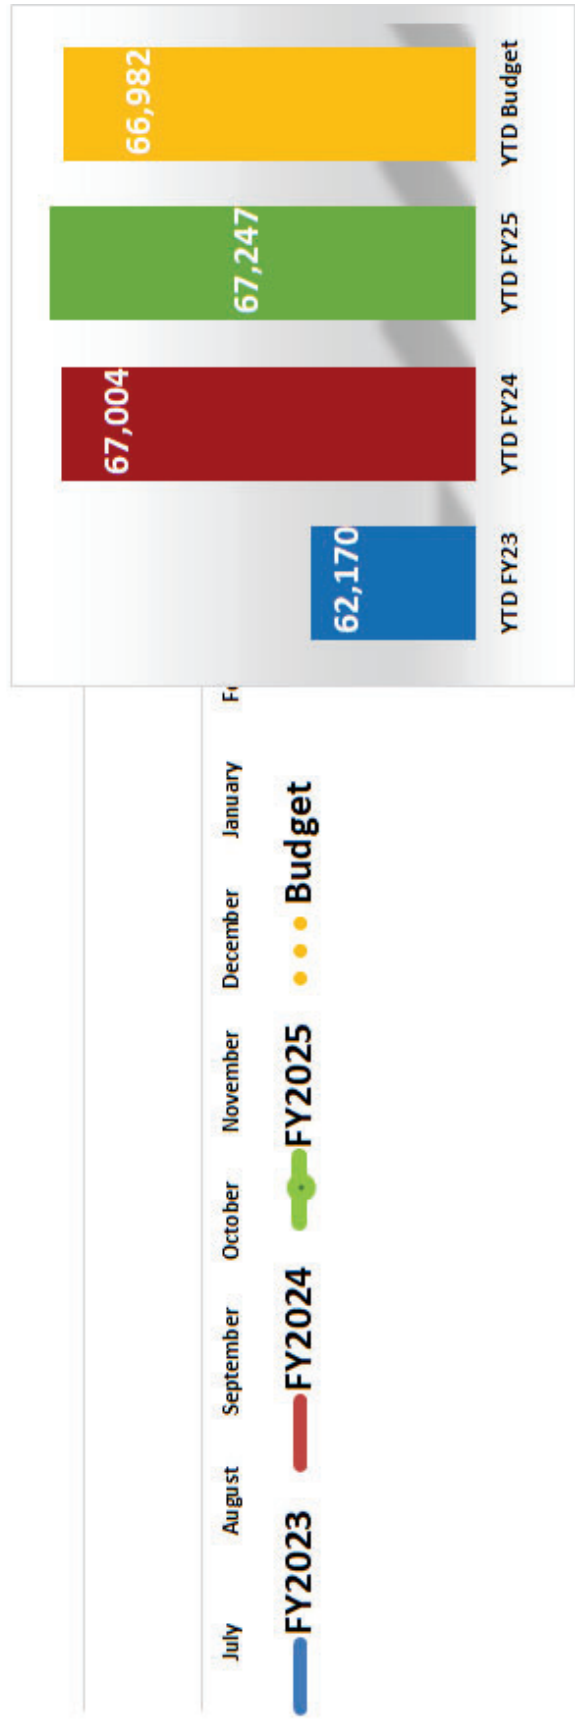 July August September October November December January
FY2023 FY2024 FY2025 Budget
62,170 67,004 67,247 66,982
YTD FY23 YTD FY24 YTD FY25 YTD Budget